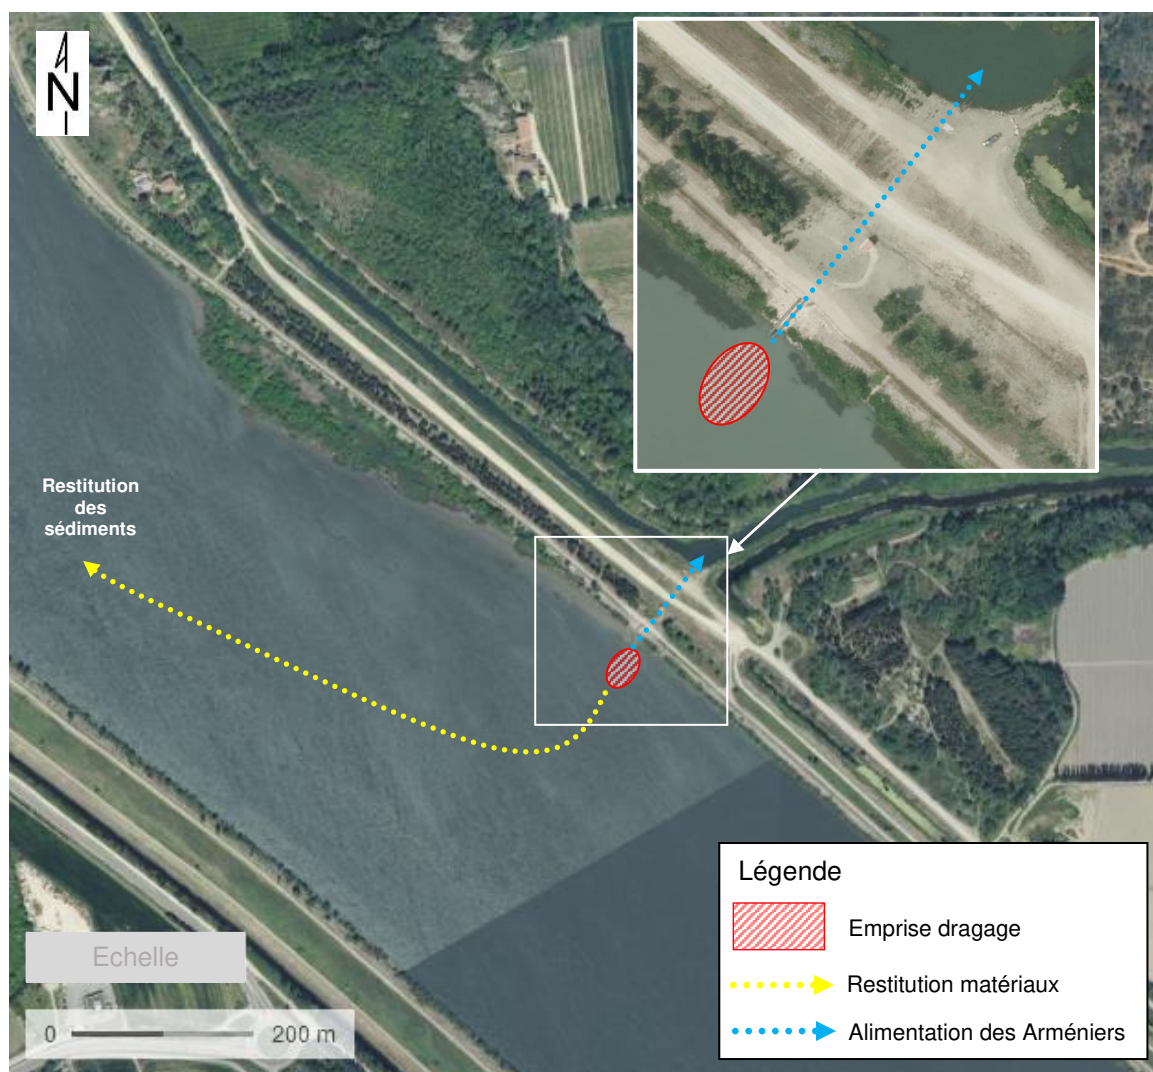 N
Restitution
des
sédiments
Légende
Emprise dragage
Restitution matériaux
Alimentation des Arméniers
Echelle
0 200 m